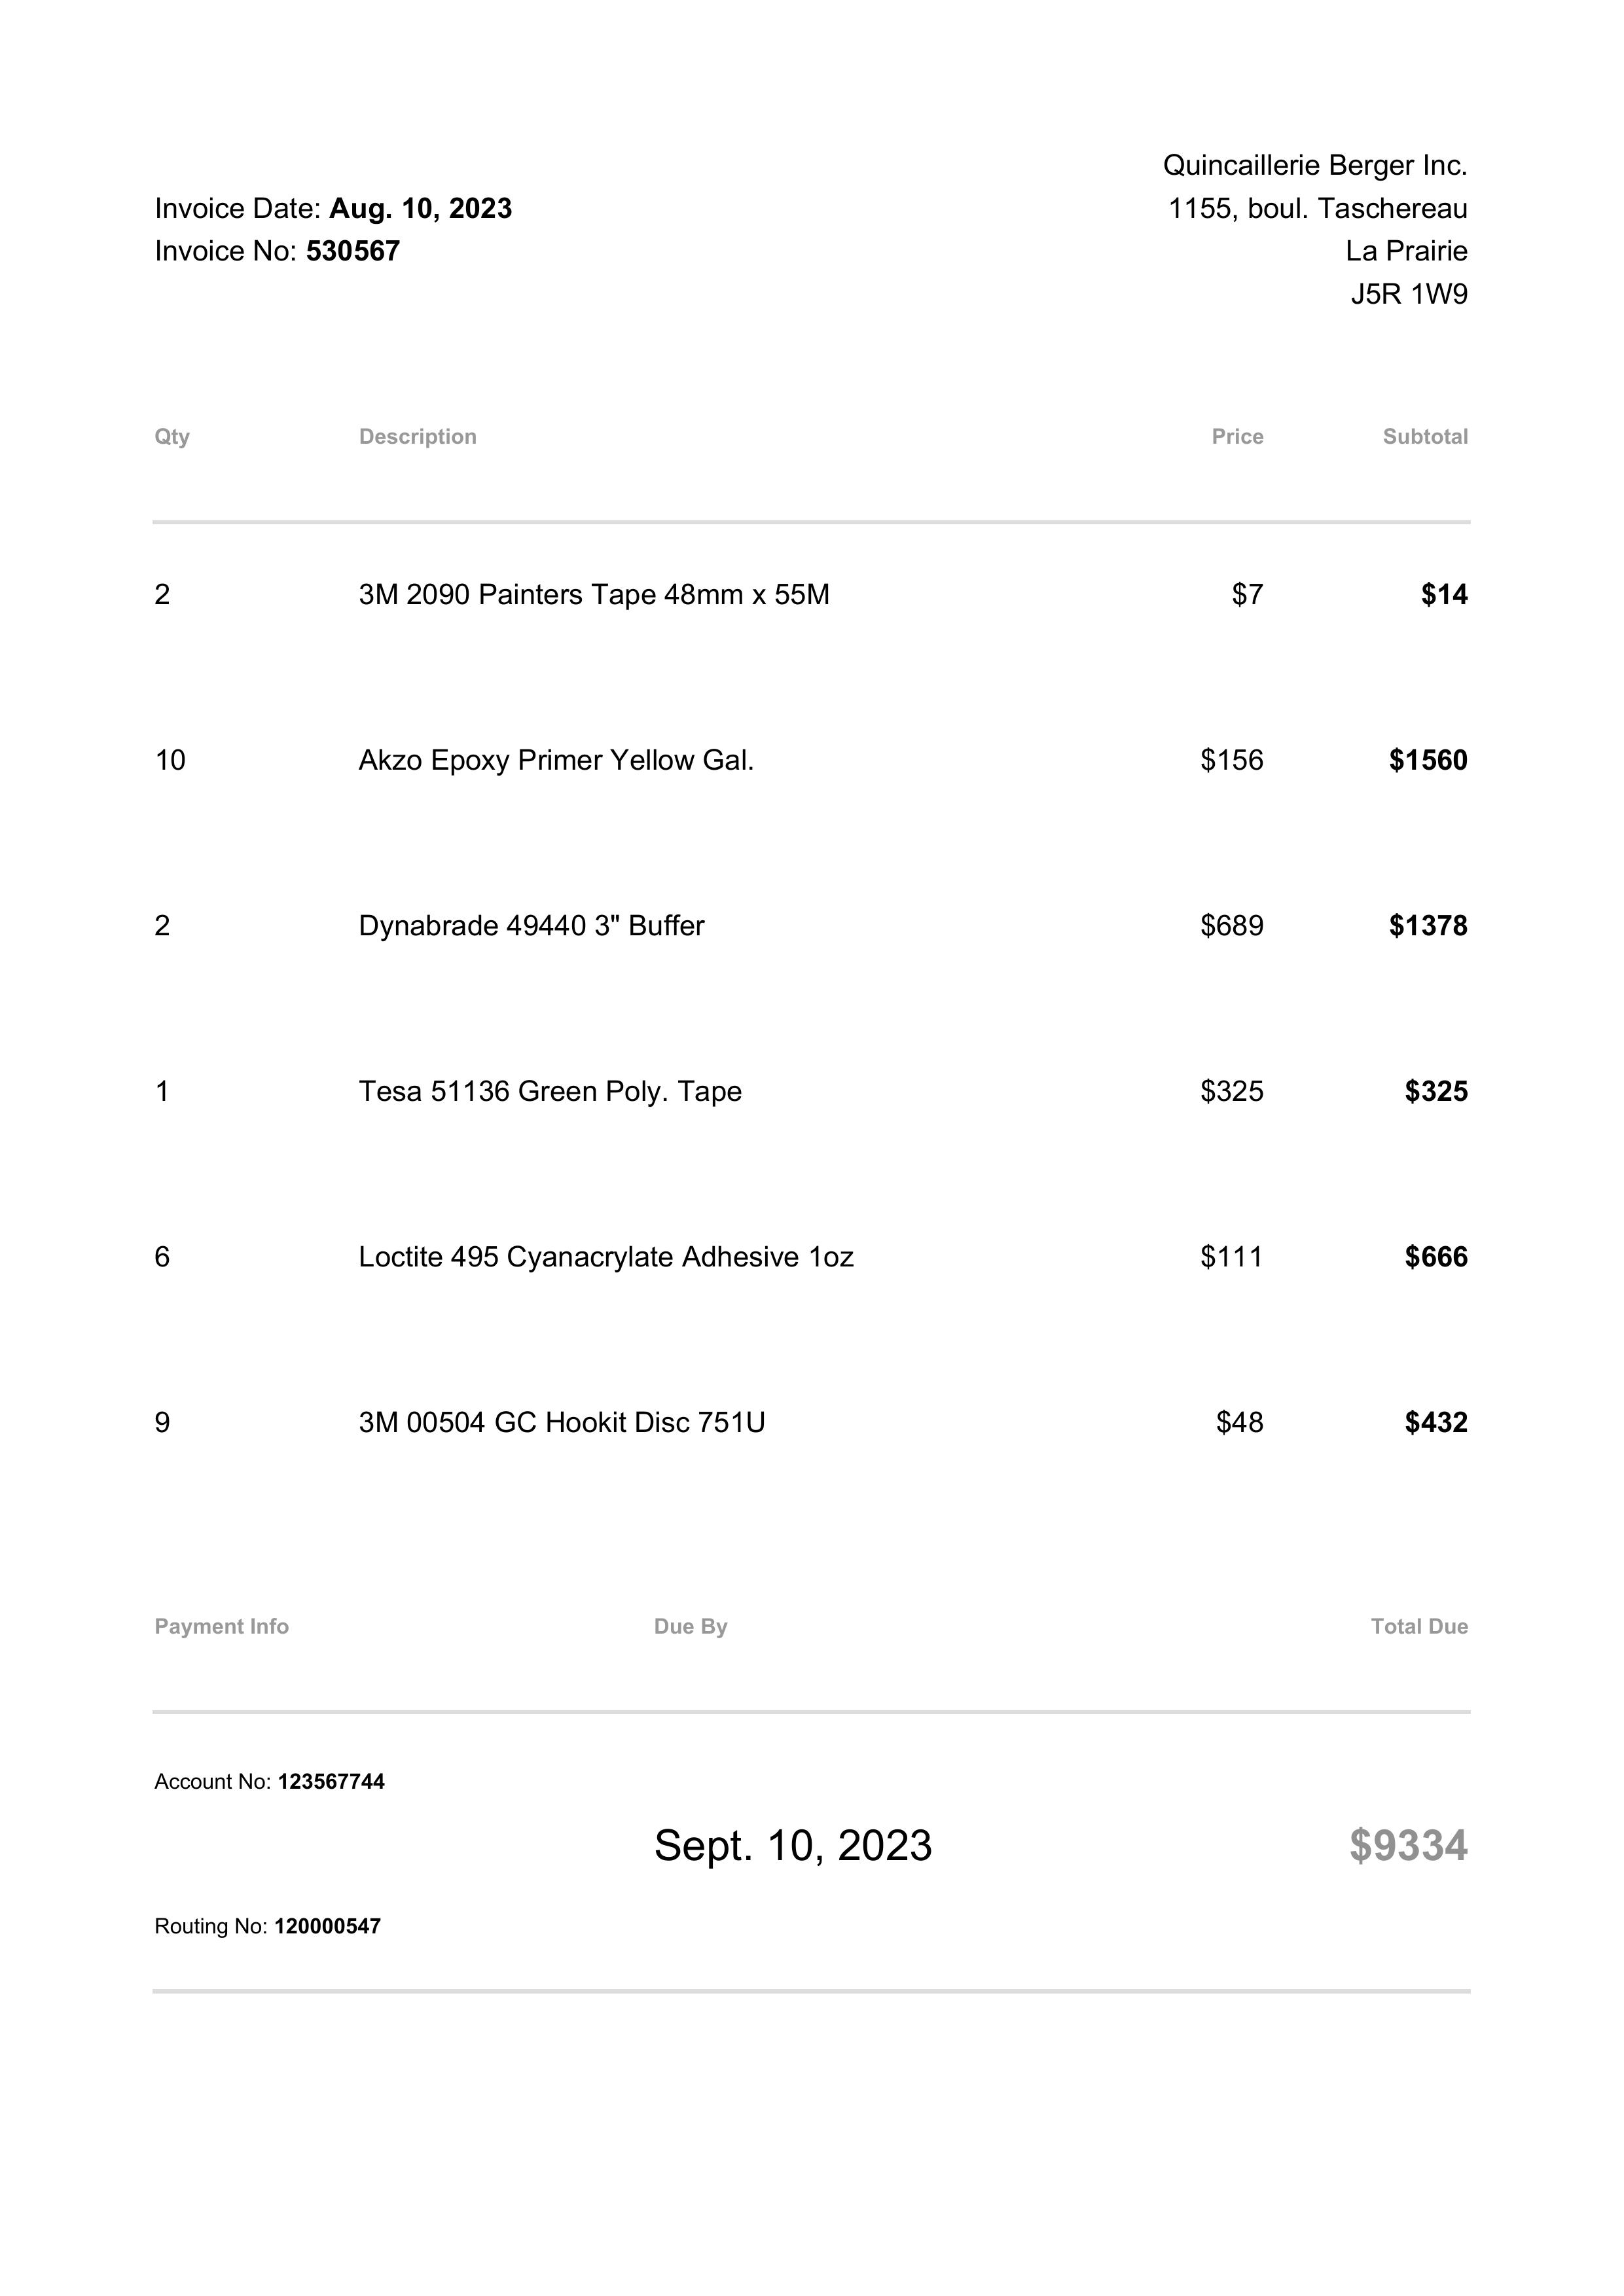 Quincaillerie Berger Inc.
Invoice Date: Aug. 10, 2023 1155, boul. Taschereau
Invoice No: 530567 La Prairie
J5R 1W9
Qty Description Price Subtotal
2 3M 2090 Painters Tape 48mm x 55M $7 $14
10 Akzo Epoxy Primer Yellow Gal. $156 $1560
2 Dynabrade 49440 3" Buffer $689 $1378
1 Tesa 51136 Green Poly. Tape $325 $325
6 Loctite 495 Cyanacrylate Adhesive 1oz $111 $666
9 3M 00504 GC Hookit Disc 751U $48 $432
Payment Info Due By Total Due
Account No: 123567744
Sept. 10, 2023 $9334
Routing No: 120000547